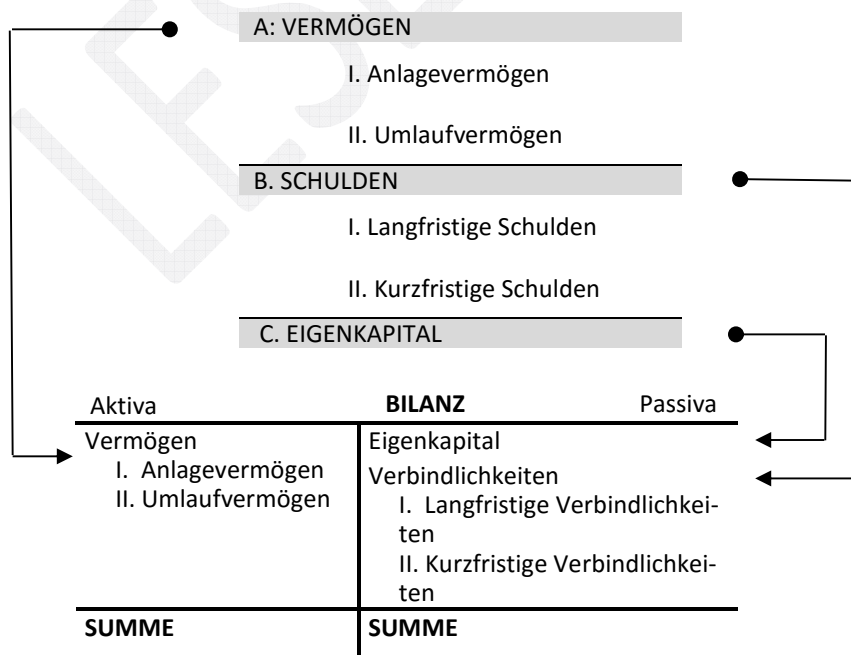 A: VERMÖGEN
I. Anlagevermögen
II. Umlaufvermögen
B. SCHULDEN
I. Langfristige Schulden
II. Kurzfristige Schulden
C. EIGENKAPITAL
Aktiva BILANZ Passiva
Vermögen
I. Anlagevermögen
II. Umlaufvermögen
Eigenkapital
Verbindlichkeiten
I. Langfristige Verbindlichkei-
ten
II. Kurzfristige Verbindlichkei-
ten
SUMME SUMME